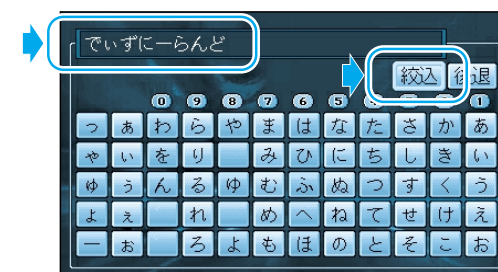 でぃずにーらんど
絞込 後退
0 9 8 7 6 5 1
っ ぁ わ ら や ま は な た さ か あ
ゃ ぃ を り み ひ に ち し き い
ゅ ぅ ん る ゆ む ふ ぬ つ す く う
ょ ぇ れ め へ ね て せ け え
ー ぉ ろ よ も ほ の と そ こ お